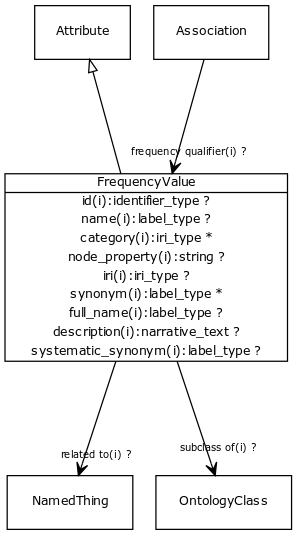 Attribute
Association
frequency qualifier(i) ?
FrequencyValue
id(i):identifier_type ?
name(i):label_type ?
category(i):iri_type *
node_property(i):string ?
iri(i):iri_type ?
synonym(i):label_type *
full_name(i):label_type ?
description(i):narrative_text ?
systematic_synonym(i):label_type ?
related to(i) ?
subclass of(i) ?
NamedThing
OntologyClass